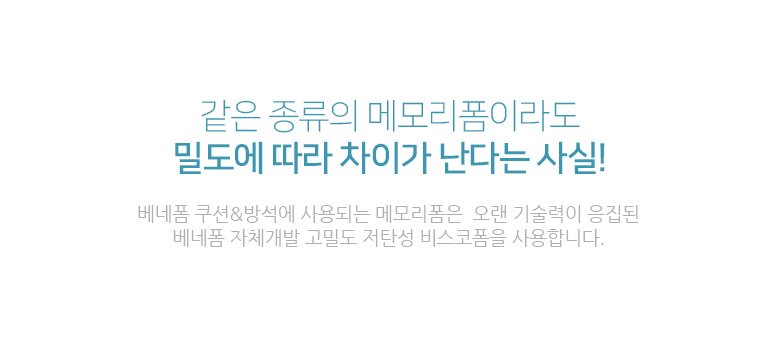 같은 종류의 메모리폼이라도
밀도에 따라 차이가 난다는 사실!
베네폼 쿠션&방석에 사용되는 메모리폼은 오랜 기술력이 응집된
베네폼 자체개발 고밀도 저탄성 비스코폼을 사용합니다.